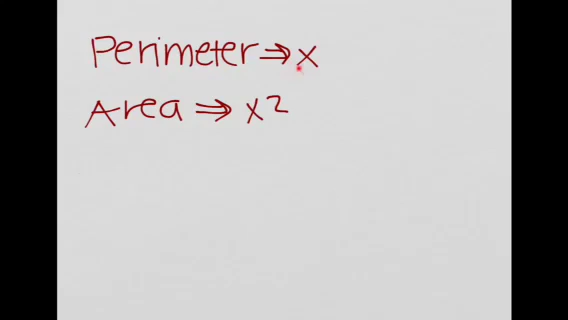 Perimeter ⇒ x
Area ⇒ x2